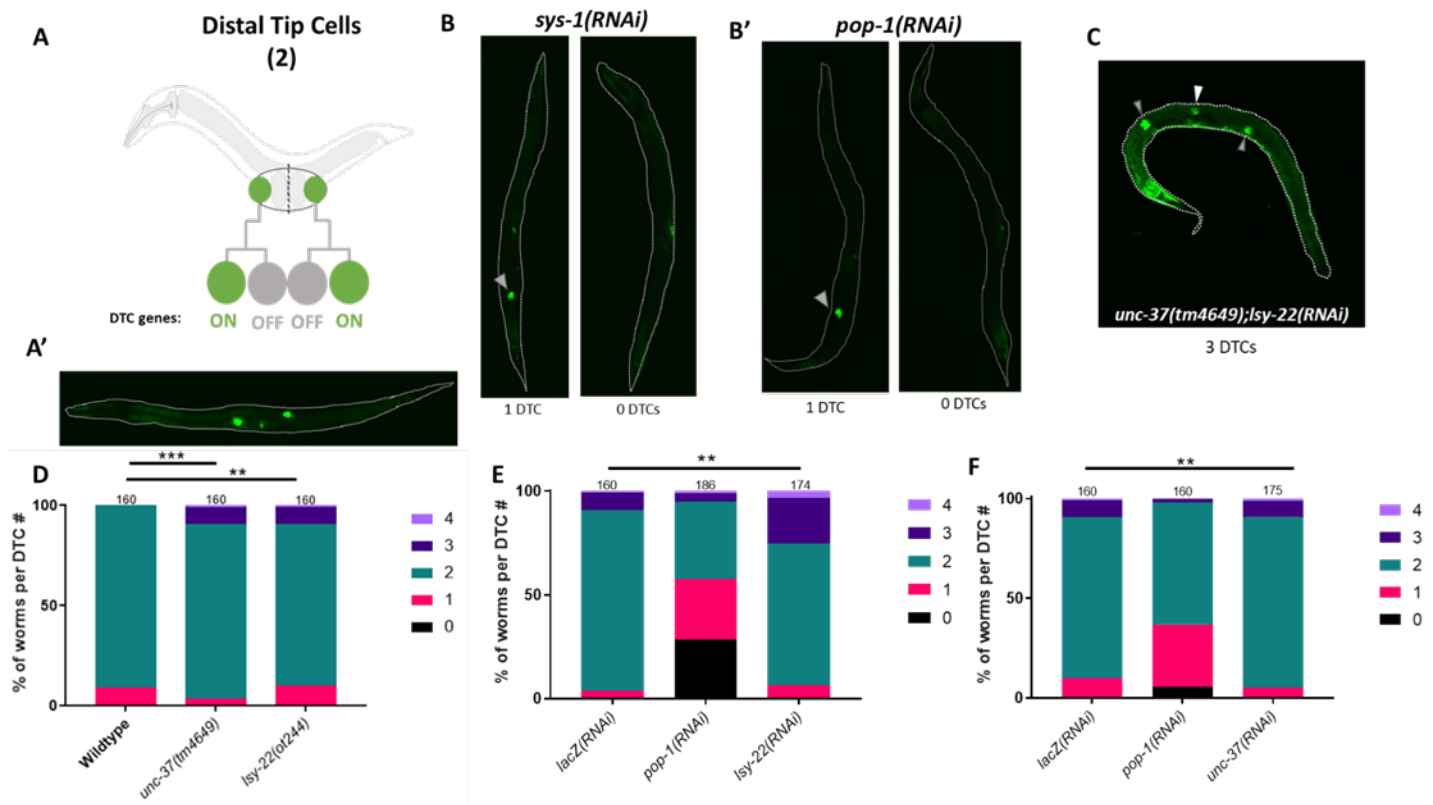 A
Distal Tip Cells
(2)
DTC genes:
ON
OFF
OFF
ON
A'
B
sys-1(RNAi)
1 DTC
0 DTCs
B'
pop-1(RNAi)
1 DTC
0 DTCs
C
unc-37(tm4649);lsy-22(RNAi)
3 DTCs
D
***
**
160
160
160
100
50
0
% of worms per DTC #
Wildtype
unc-37(tm4649)
lsy-22(ot244)
4
3
2
1
0
E
**
160
186
174
100
50
0
% of worms per DTC #
lacZ(RNAi)
pop-1(RNAi)
lsy-22(RNAi)
4
3
2
1
0
F
**
160
160
175
100
50
0
% of worms per DTC #
lacZ(RNAi)
pop-1(RNAi)
unc-37(RNAi)
4
3
2
1
0